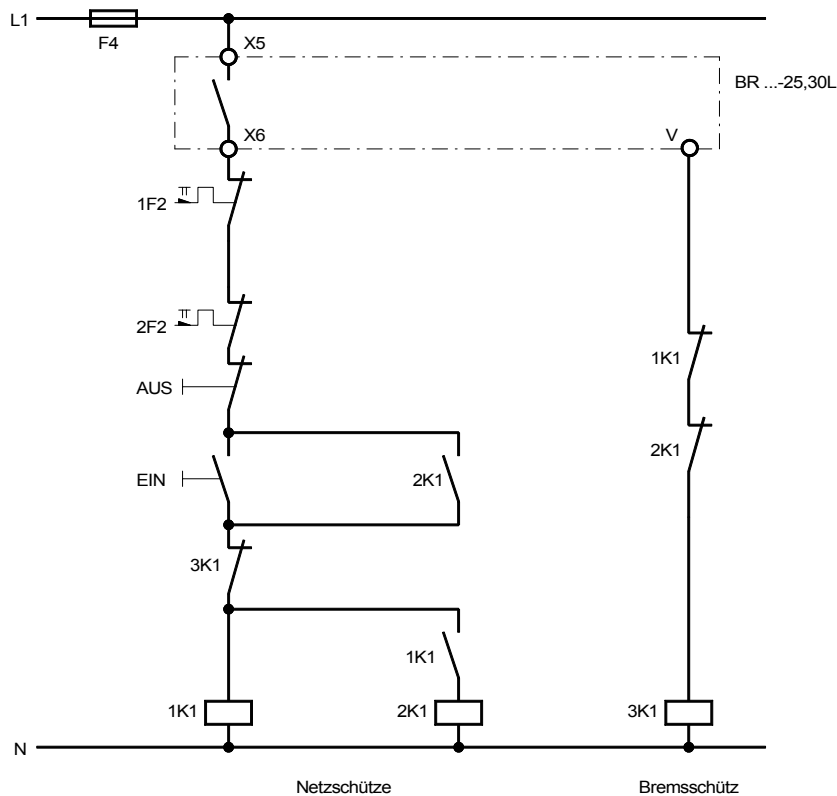 L1
F4
X5
BR ...-25,30L
X6
V
1F2
2F2
1K1
AUS
2K1
EIN
2K1
3K1
1K1
1K1
2K1
3K1
N
Netzschütze
Bremsschütz